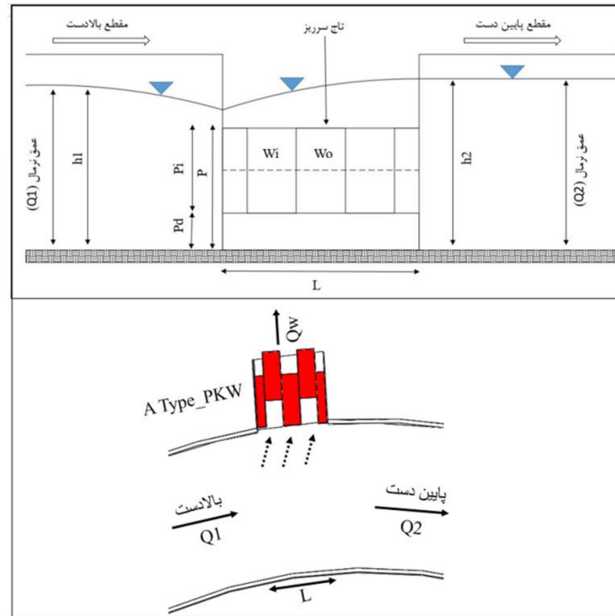 مقطع بالادست
تاج سرریز
مقطع پایین دست
عمق نرمال (Q1)
h1
Pi
P
Pd
Wi
Wo
h2
عمق نرمال (Q2)
L
Qw
A Type_PKW
بالادست
Q1
پایین دست
Q2
L